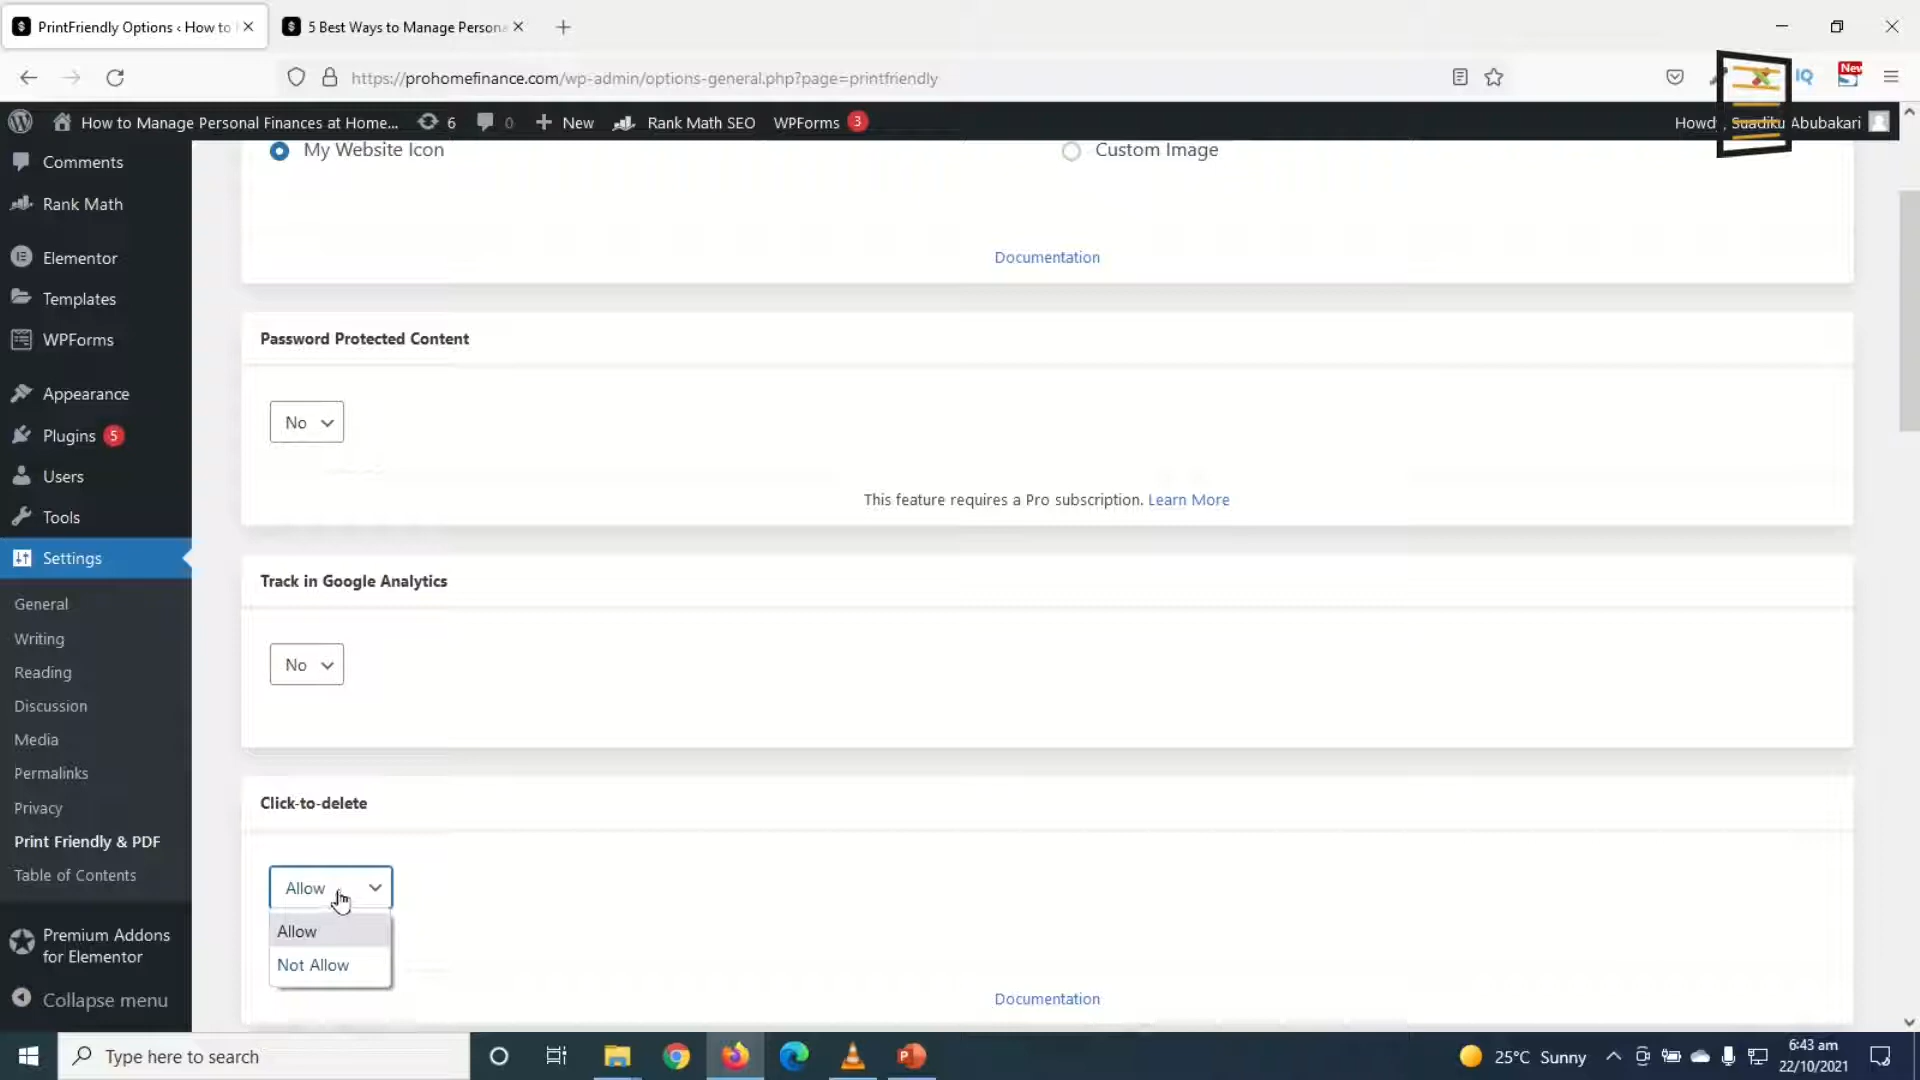 PrintFriendly Options ‹ How to
5 Best Ways to Manage Persona
https://prohomefinance.com/wp-admin/options-general.php?page=printfriendly
IQ
New
How to Manage Personal Finances at Home...
6
0
New
Rank Math SEO
WPForms
3
Howd , Suadiku Abubakari
Comments
Rank Math
Elementor
Templates
WPForms
Appearance
Plugins
5
Users
Tools
Settings
General
Writing
Reading
Discussion
Media
Permalinks
Privacy
Print Friendly & PDF
Table of Contents
Premium Addons
for Elementor
Collapse menu
My Website Icon
Custom Image
Documentation
Password Protected Content
No
This feature requires a Pro subscription. Learn More
Track in Google Analytics
No
Click-to-delete
Allow
Allow
Not Allow
Documentation
Type here to search
25°C Sunny
6:43 am
22/10/2021